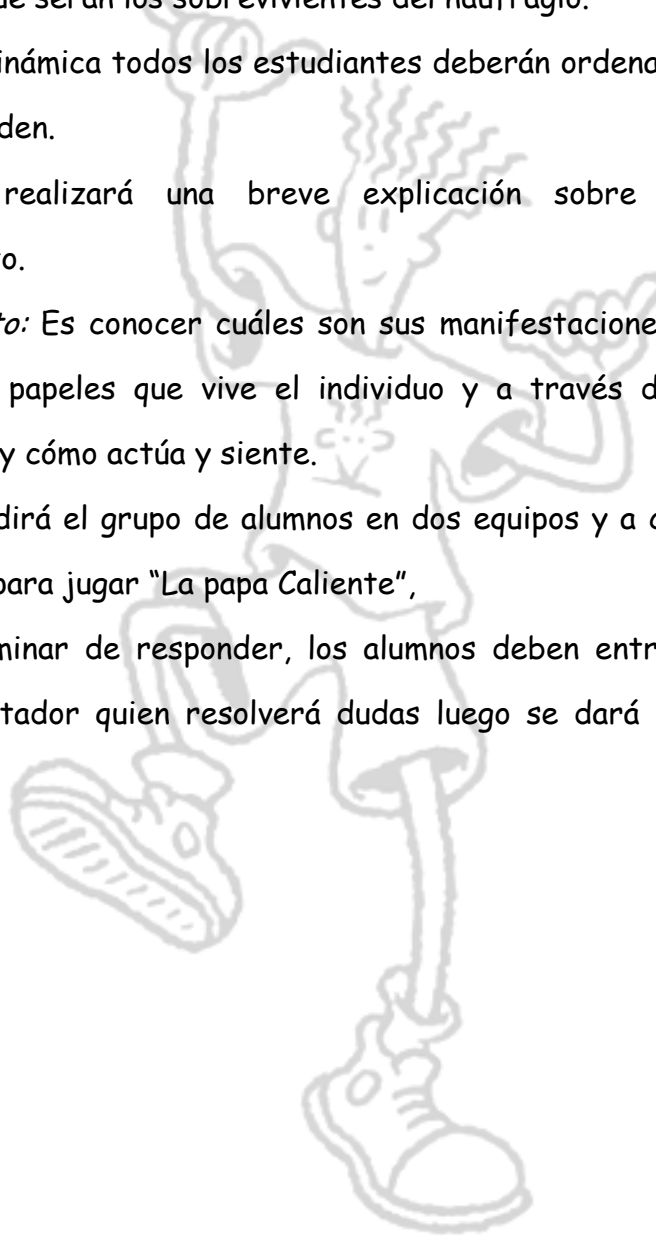 serán los sobrevivientes del naufragio.
inámica todos los estudiantes deberán ordena
den.
realizará una breve explicación sobre
o.
to: Es conocer cuáles son sus manifestacione
papeles que vive el individuo y a través d
y cómo actúa y siente.
dirá el grupo de alumnos en dos equipos y a c
para jugar “La papa Caliente”,
minar de responder, los alumnos deben entr
tador quien resolverá dudas luego se dará